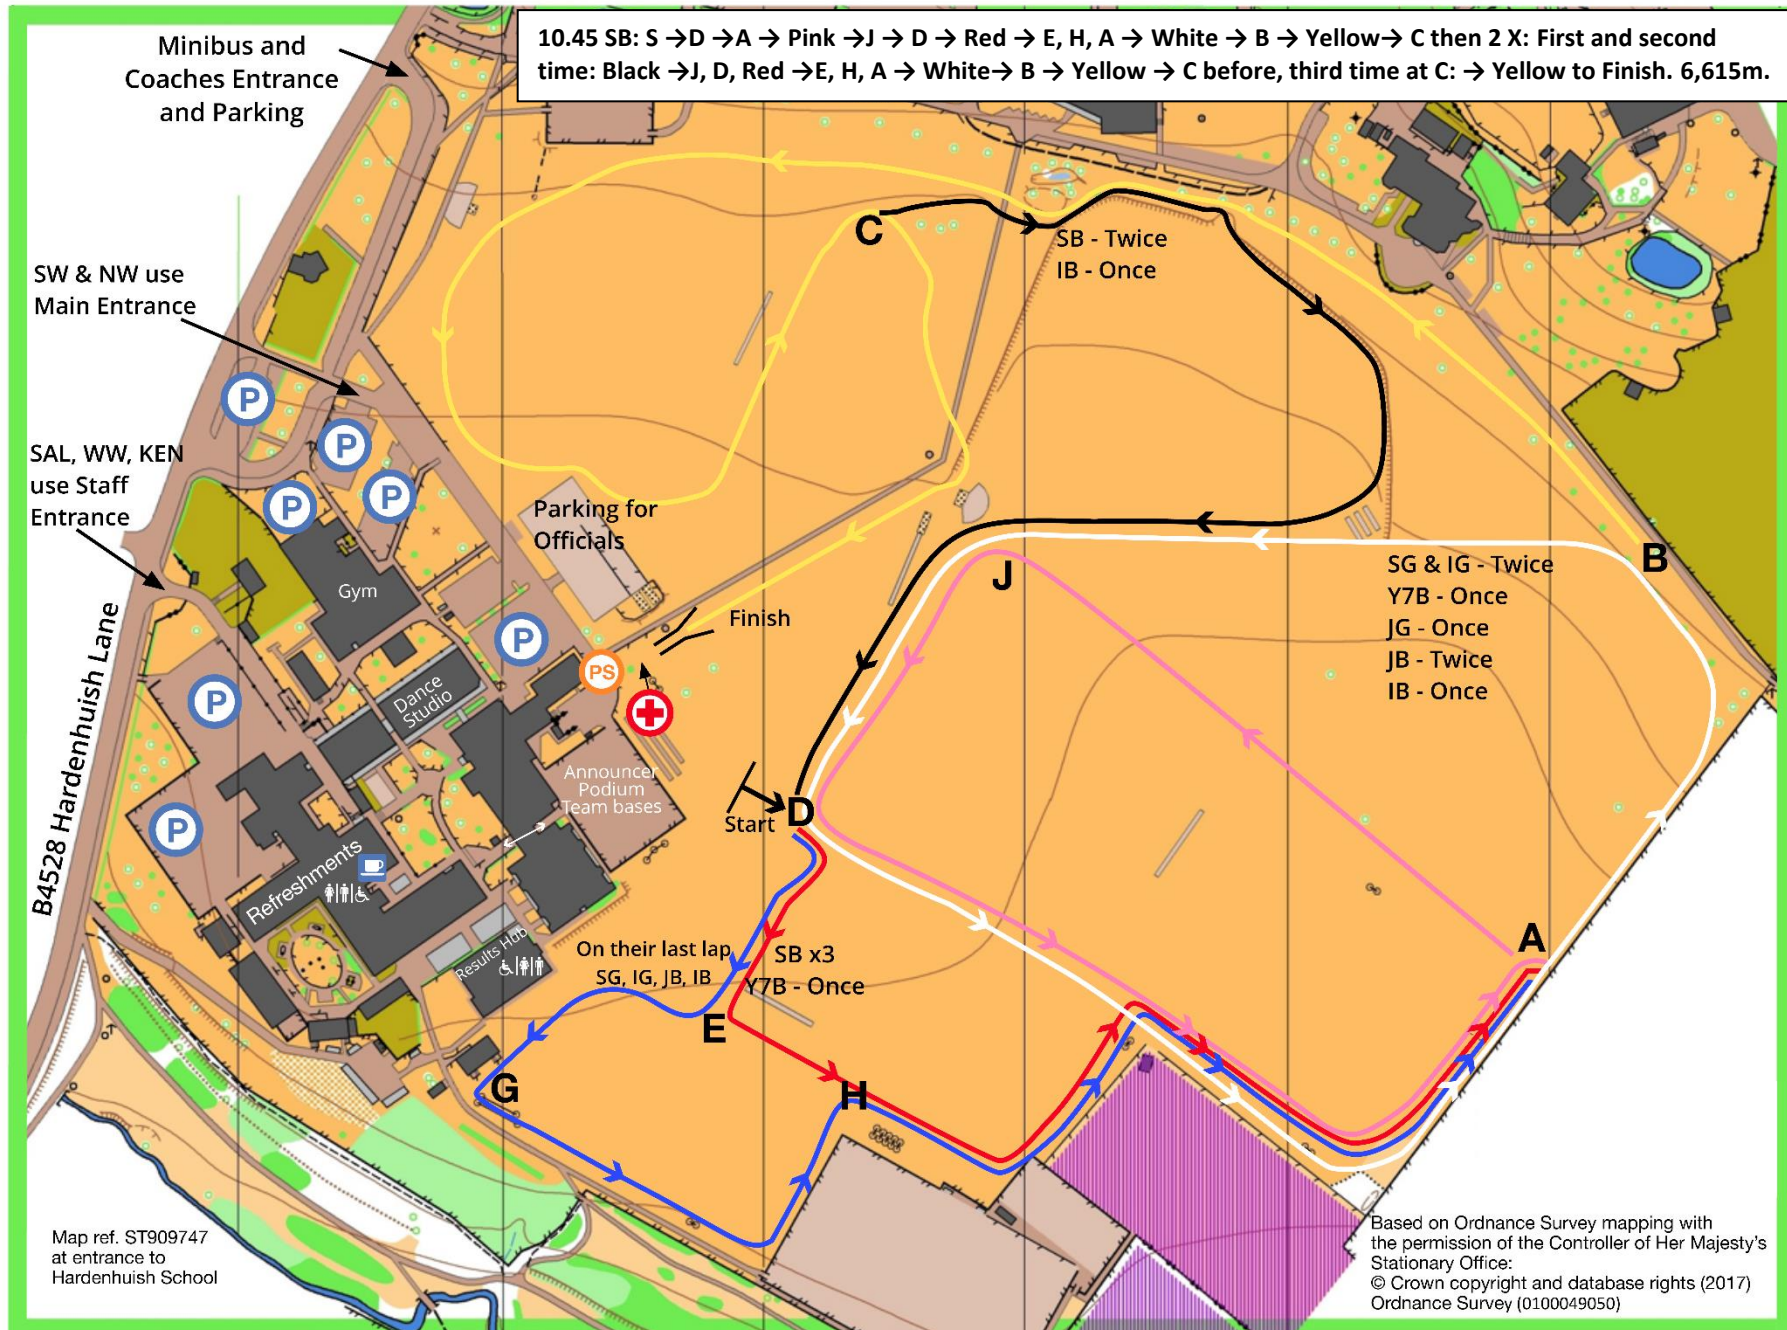 10.45 SB: S →D →A → Pink →J → D → Red → E, H, A → White → B → Yellow→ C then 2 X: First and second
time: Black →J, D, Red →E, H, A → White→ B → Yellow → C before, third time at C: → Yellow to Finish. 6,615m.
Minibus and
Coaches Entrance
and Parking
C
SB - Twice
IB - Once
SW & NW use
Main Entrance
P
P
P
P
SAL, WW, KEN
use Staff
Entrance
Parking for
Officials
Gym
B
J
SG & IG - Twice
Y7B - Once
JG - Once
JB - Twice
IB - Once
P
Finish
PS
P
Dance
Studio
B4528 Hardenhuish Lane
Announcer
Podium
Team bases
Start
D
P
Refreshments
A
On their last lap
SG, IG, JB, IB
SB x3
Y7B - Once
Results Hub
E
G
H
Map ref. ST909747
at entrance to
Hardenhuish School
Based on Ordnance Survey mapping with
the permission of the Controller of Her Majesty's
Stationary Office:
© Crown copyright and database rights (2017)
Ordnance Survey (0100049050)